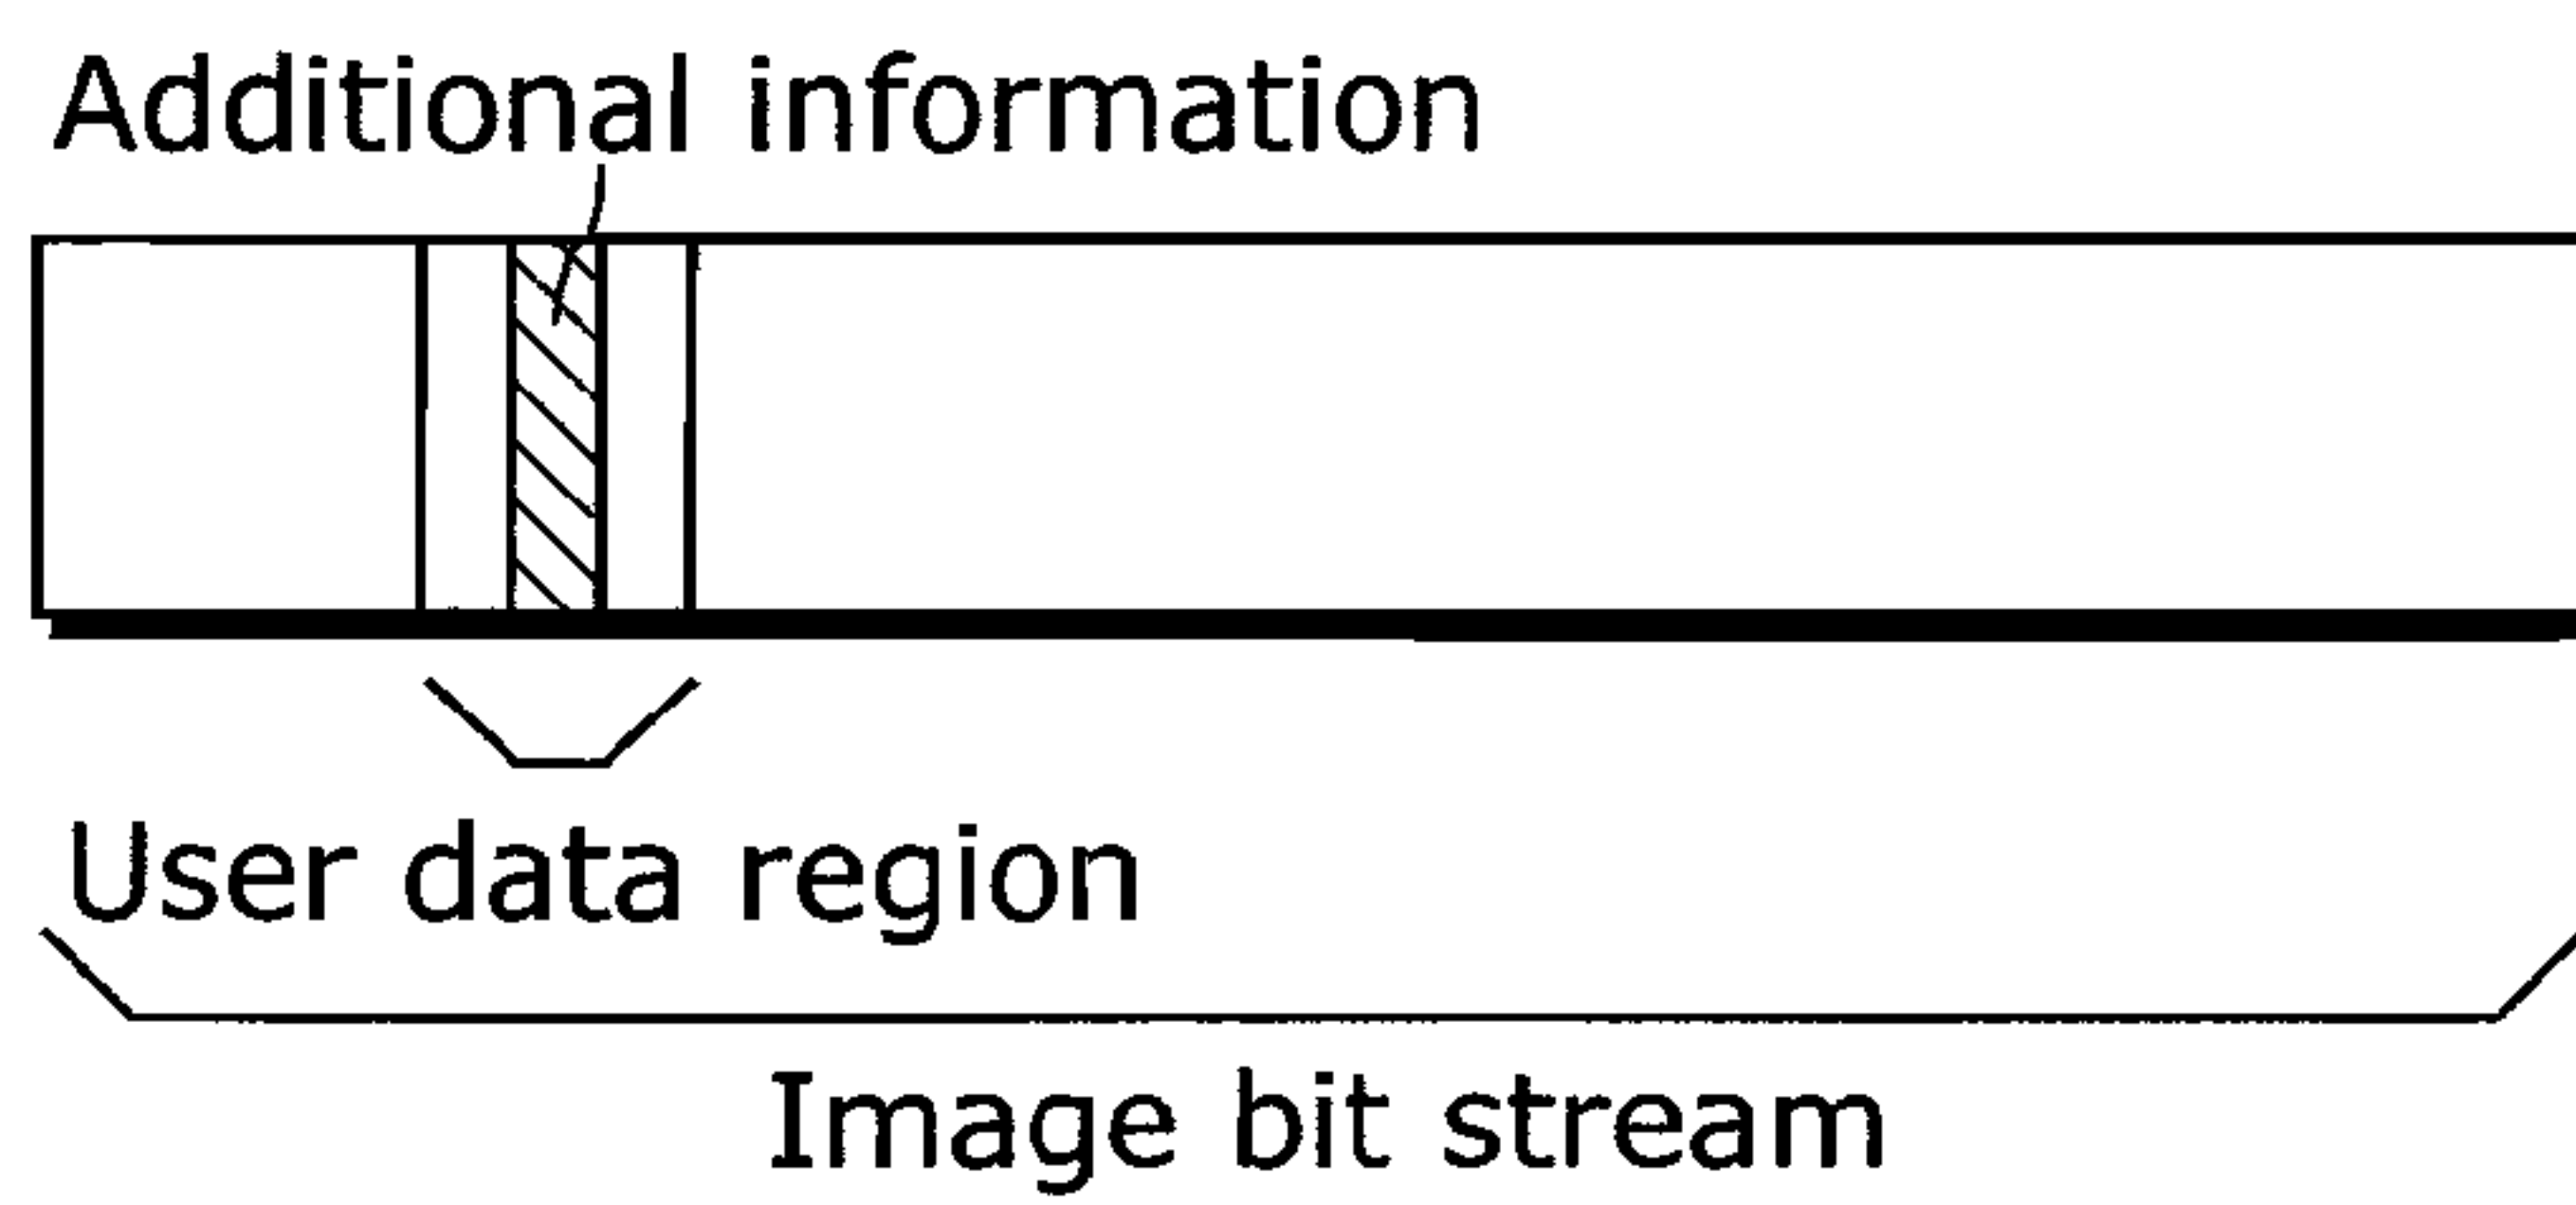 Additional information
User data region
Image bit stream